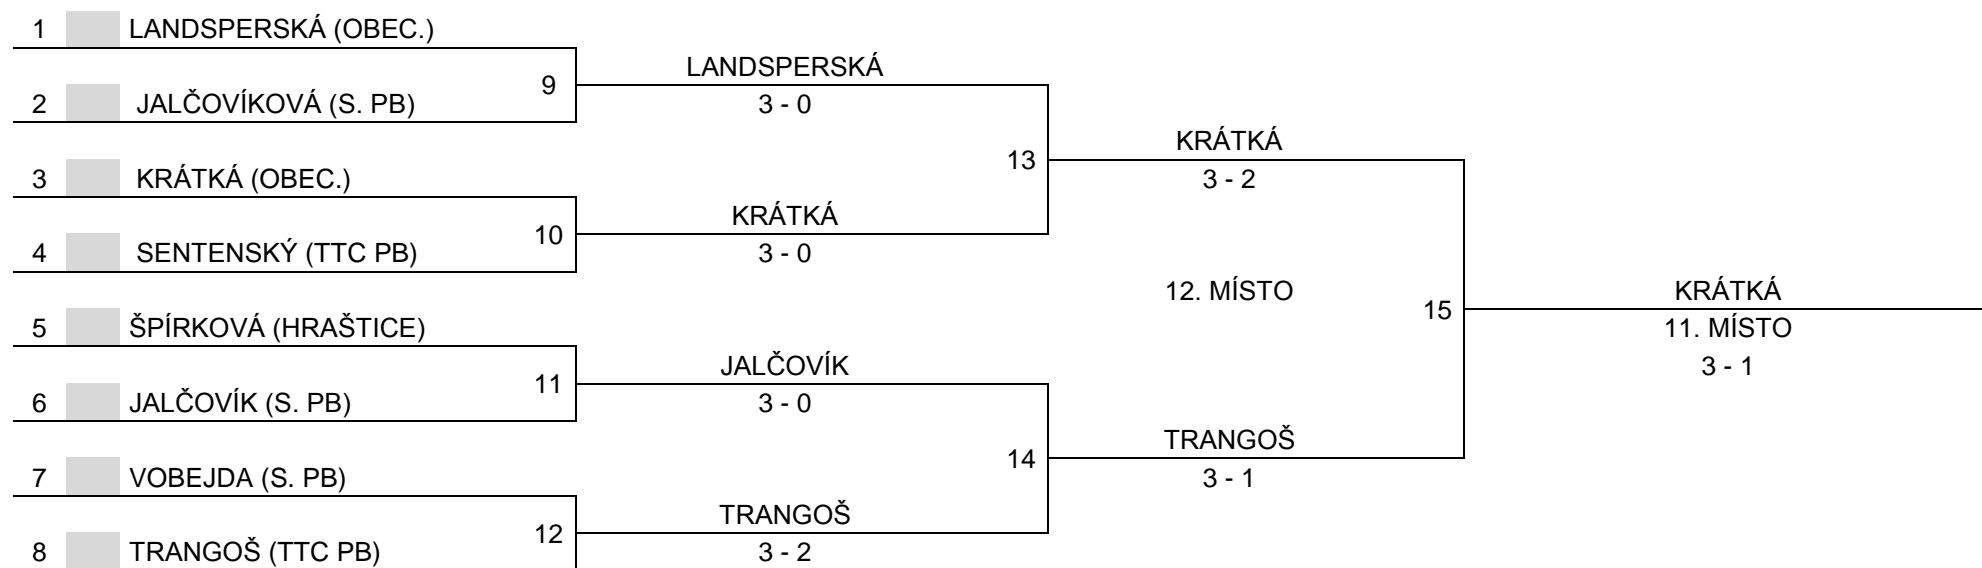 1 LANDSPERSKÁ (OBEC.)
LANDSPERSKÁ
9
2 JALČOVÍKOVÁ (S. PB)
3 - 0
KRÁTKÁ
13
3 KRÁTKÁ (OBEC.)
3 - 2
KRÁTKÁ
10
4 SENTENSKÝ (TTC PB)
3 - 0
12. MÍSTO
KRÁTKÁ
15
5 ŠPÍRKOVÁ (HRAŠTICE)
11. MÍSTO
JALČOVÍK
3 - 1
11
6 JALČOVÍK (S. PB)
3 - 0
TRANGOŠ
14
7 VOBEJDA (S. PB)
3 - 1
TRANGOŠ
12
8 TRANGOŠ (TTC PB)
3 - 2